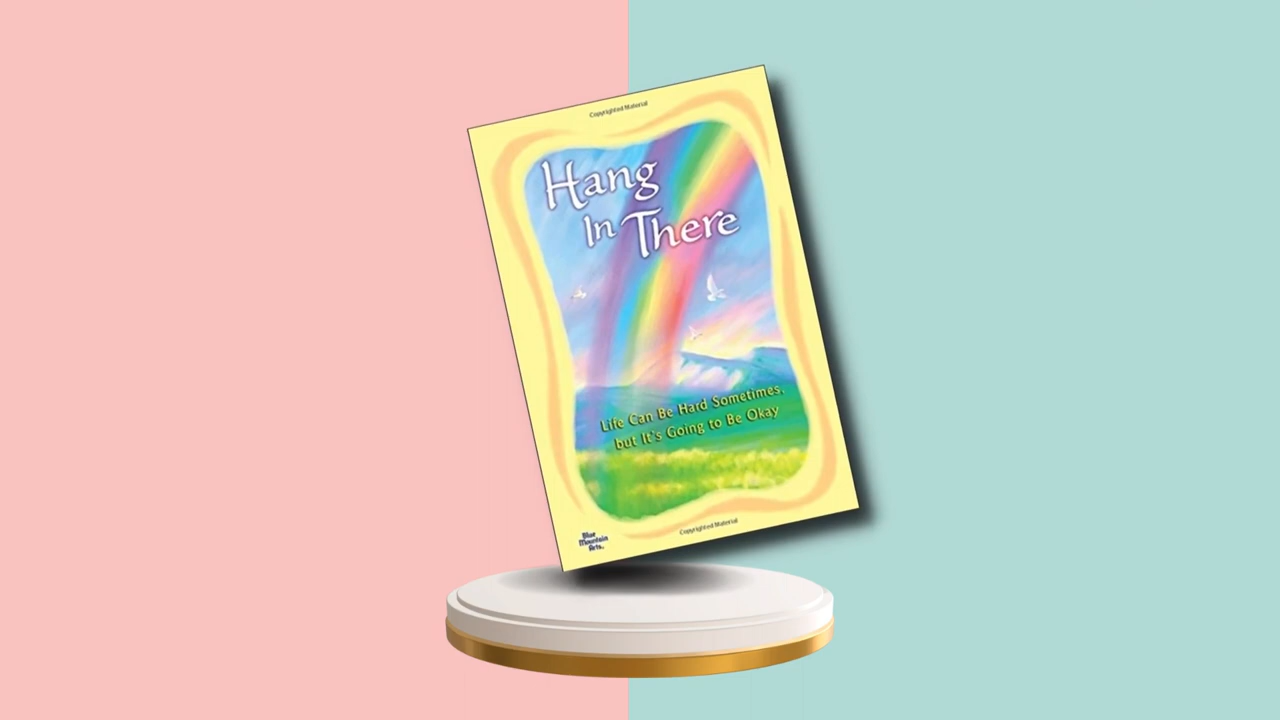 Copyrighted Material
Hang
In There
Life Can Be Hard Sometimes,
but It's Going to Be Okay
Blue
Mountain
Arts
Copyrighted Material